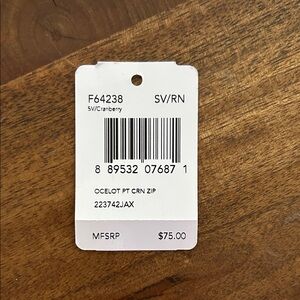 F64238 SV/RN
SV/Cranberry
8 89532 07687 1
OCELOT PT CRN ZIP
223742JAX
MFSRP $75.00